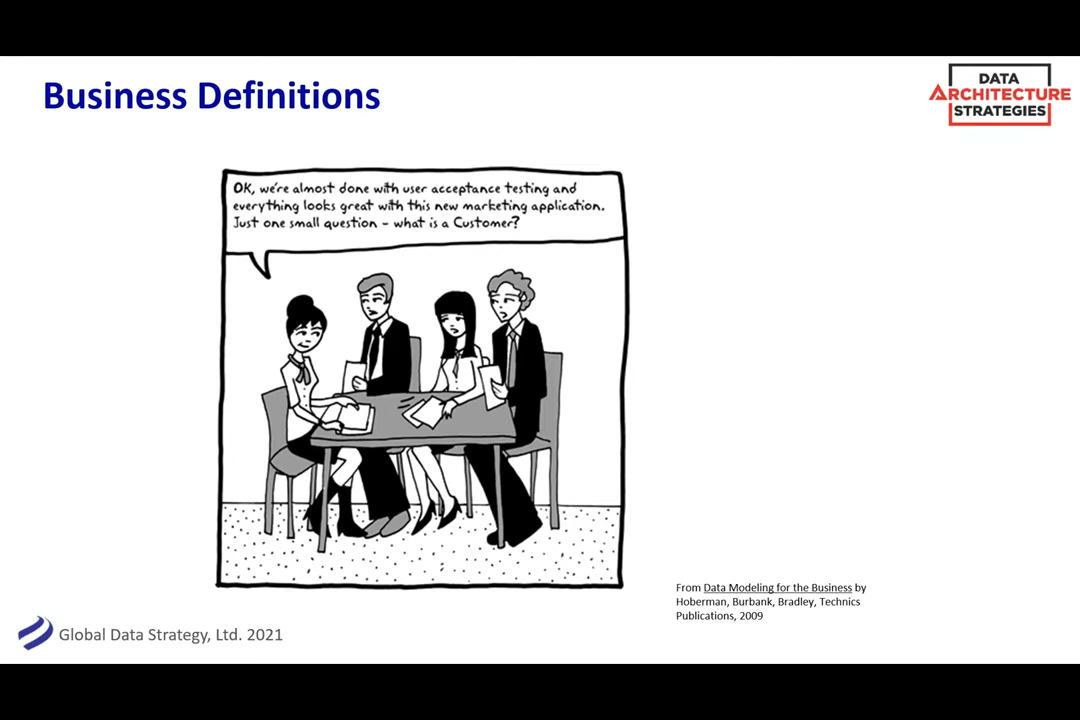 Business Definitions
DATA
ARCHITECTURE
STRATEGIES
OK, we're almost done with user acceptance testing and
everything looks great with this new marketing application.
Just one small question - what is a Customer?
From Data Modeling for the Business by
Hoberman, Burbank, Bradley, Technics
Publications, 2009
Global Data Strategy, Ltd. 2021